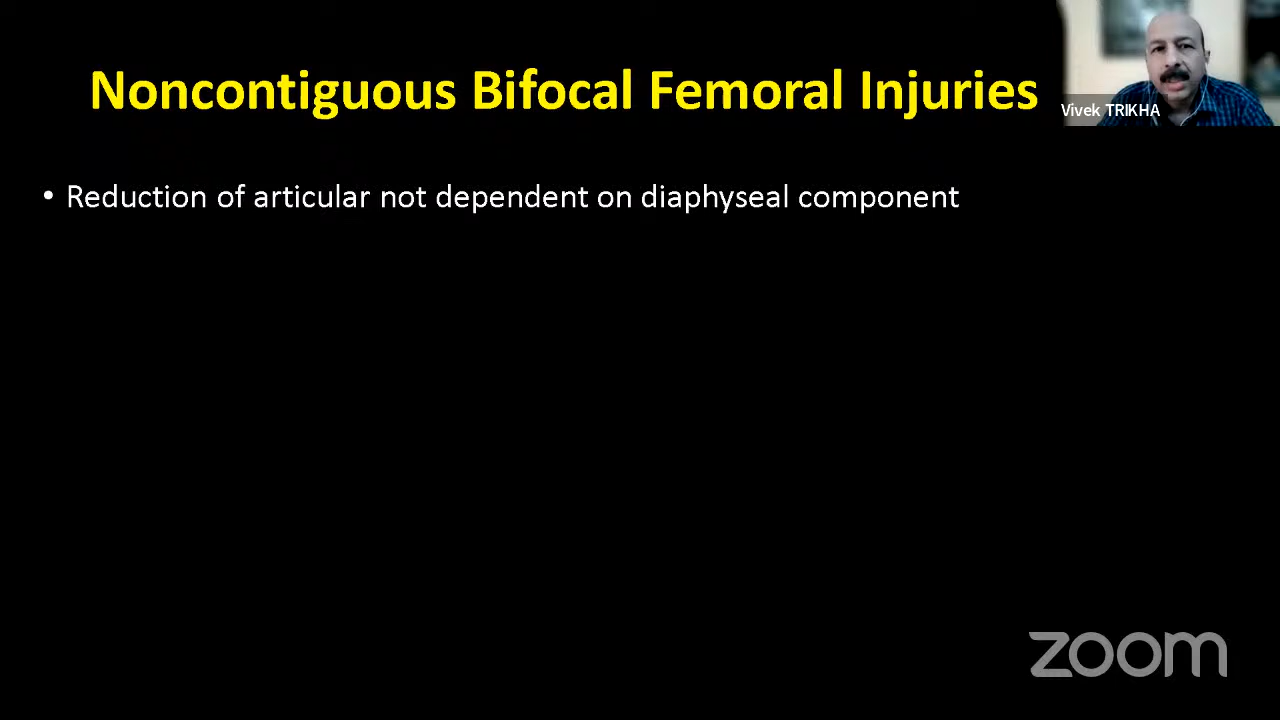 Noncontiguous Bifocal Femoral Injuries
Vivek TRIKHA
• Reduction of articular not dependent on diaphyseal component
zoom